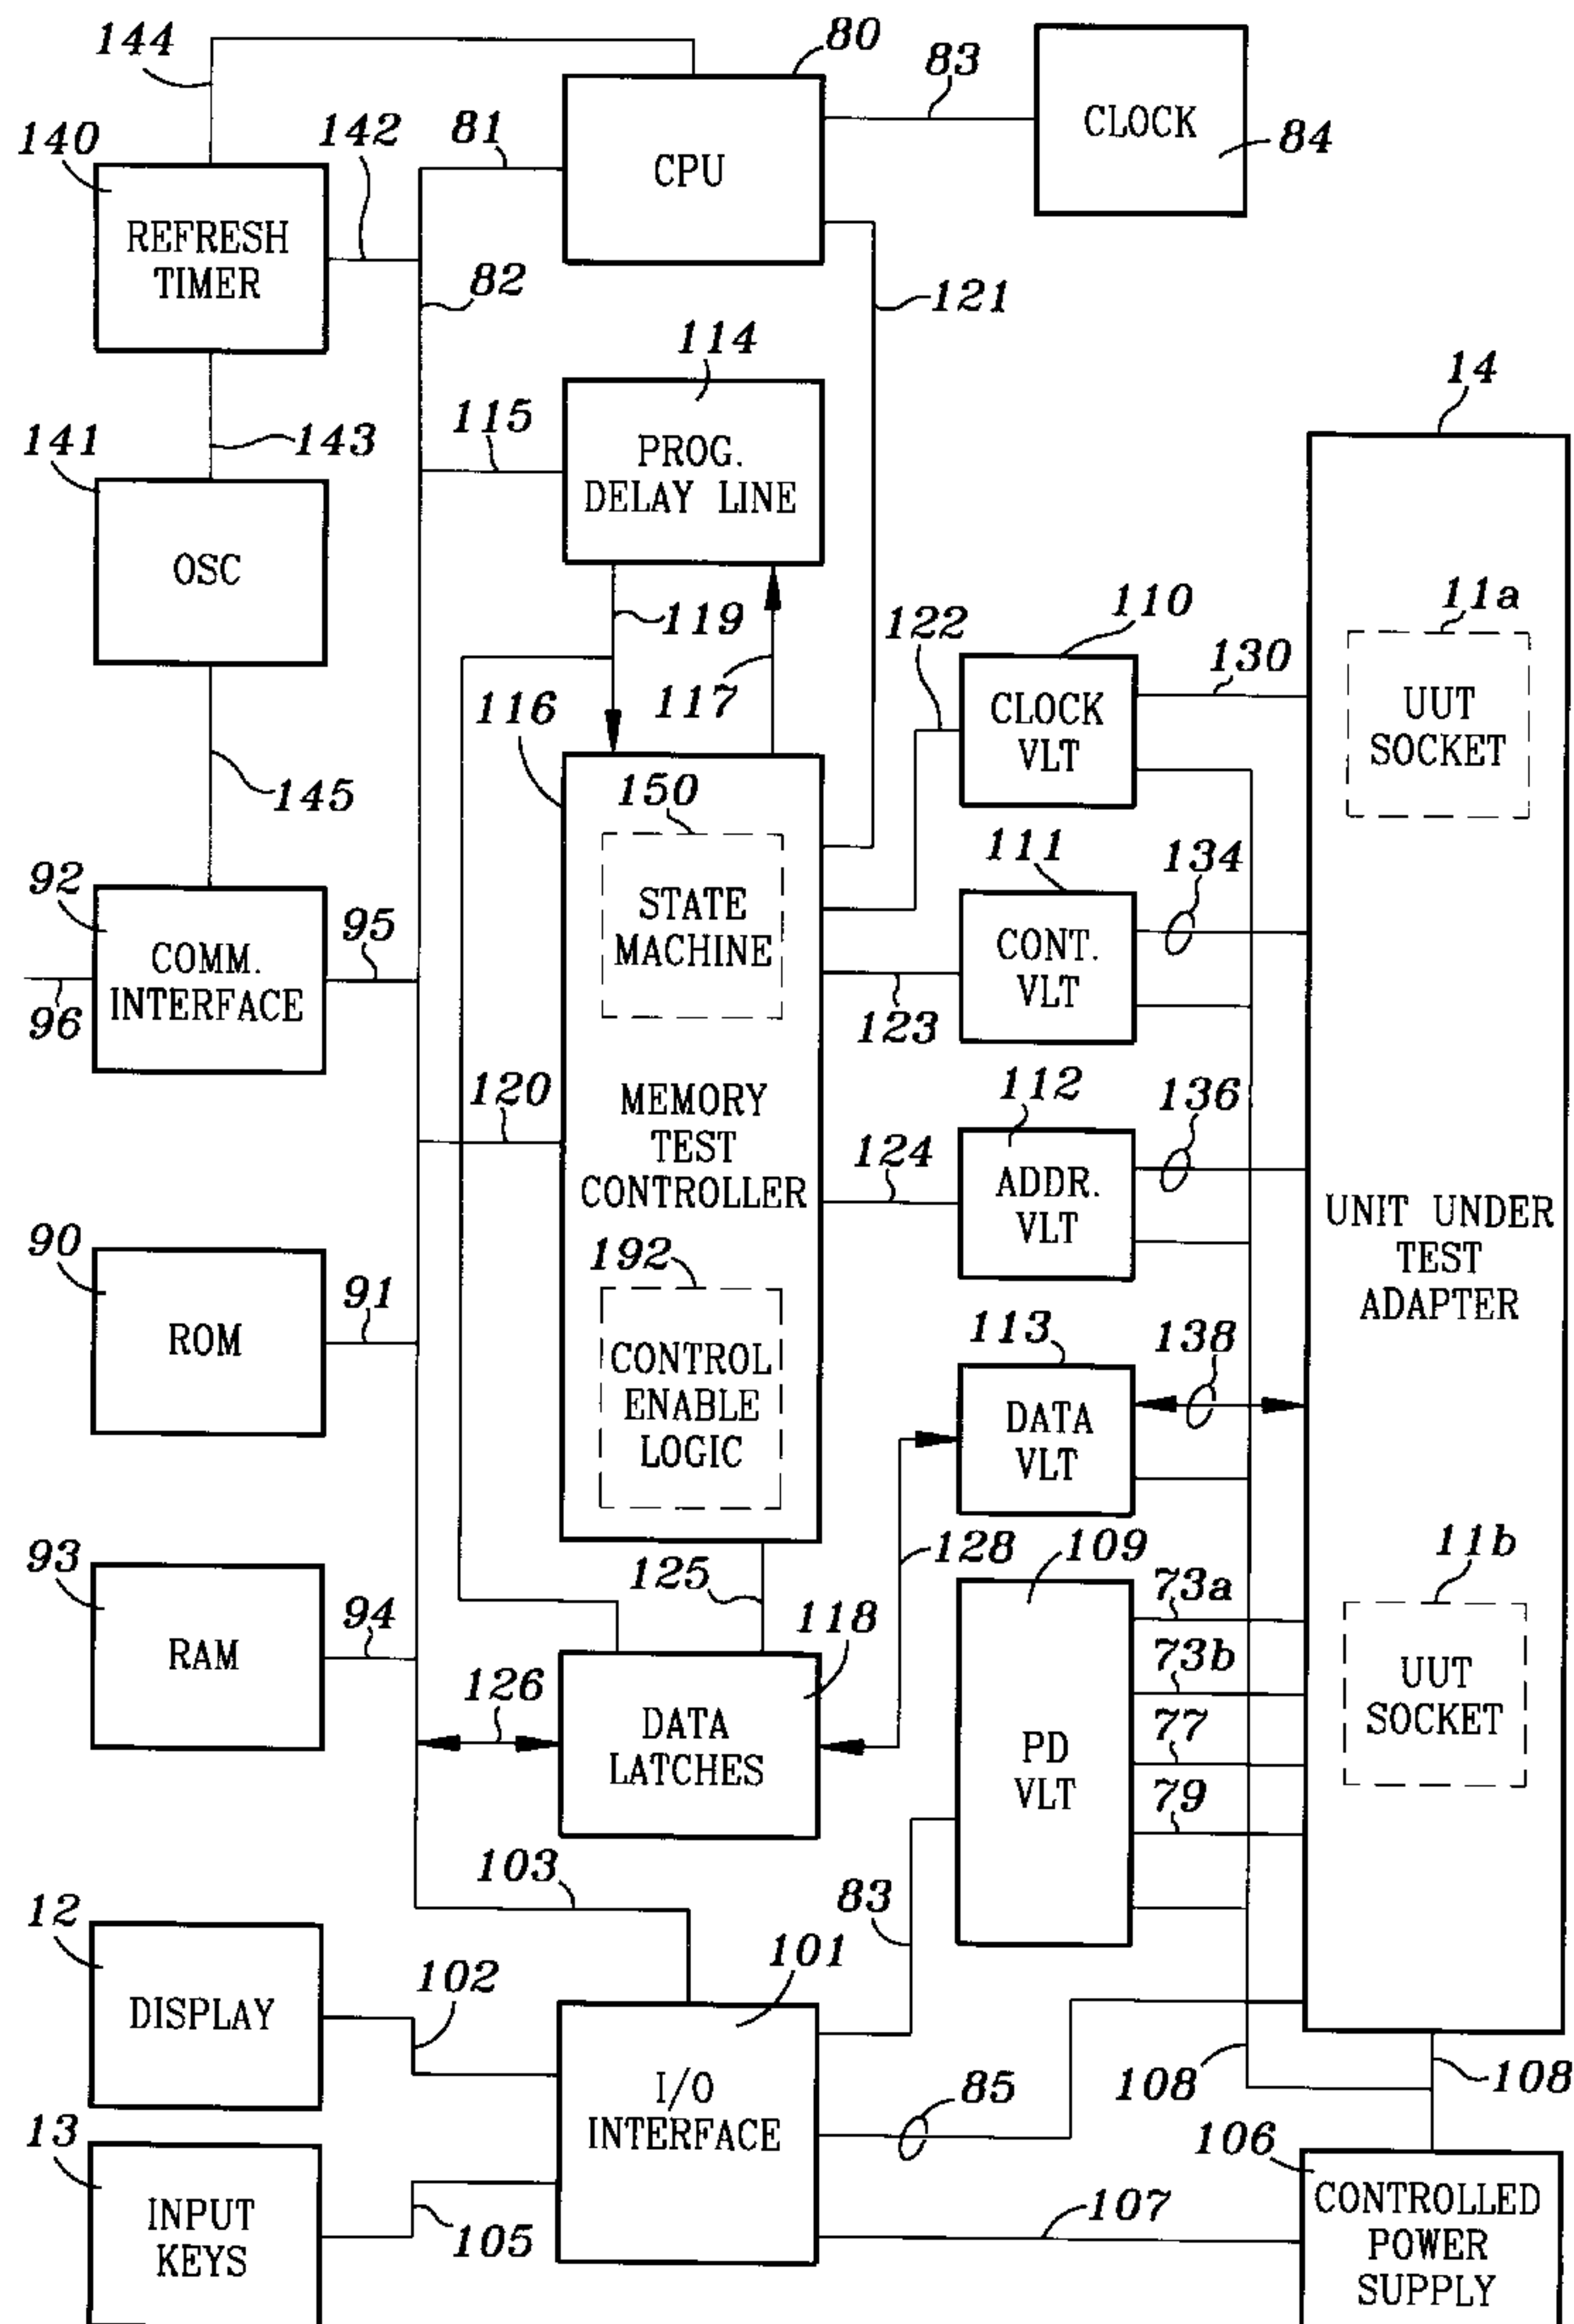 144
80
83
CLOCK
84
140
142
81
CPU
REFRESH
TIMER
82
121
114
14
141
143
115
PROG.
DELAY LINE
OSC
119
122
110
11a
130
116
117
CLOCK
VLT
UUT
SOCKET
145
150
111
134
92
95
STATE
MACHINE
CONT.
VLT
COMM.
INTERFACE
96
123
120
MEMORY
TEST
CONTROLLER
112
136
124
ADDR.
VLT
UNIT UNDER
TEST
ADAPTER
90
91
192
113
138
ROM
CONTROL
ENABLE
LOGIC
DATA
VLT
93
94
125
128
109
73a
11b
RAM
118
73b
UUT
SOCKET
126
DATA
LATCHES
PD
VLT
77
79
12
103
83
102
101
DISPLAY
I/O
INTERFACE
85
108
108
13
106
INPUT
KEYS
105
107
CONTROLLED
POWER
SUPPLY